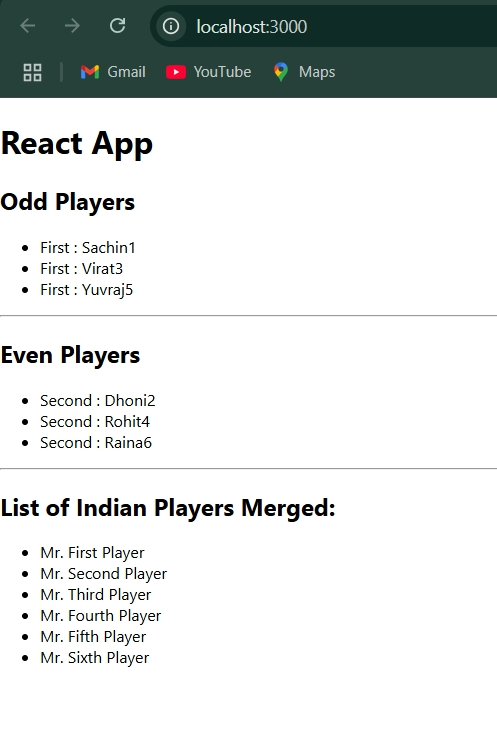 localhost:3000
Gmail YouTube Maps
React App
Odd Players
First : Sachin1
First : Virat3
First : Yuvraj5
Even Players
Second : Dhoni2
Second : Rohit4
Second : Raina6
List of Indian Players Merged:
Mr. First Player
Mr. Second Player
Mr. Third Player
Mr. Fourth Player
Mr. Fifth Player
Mr. Sixth Player